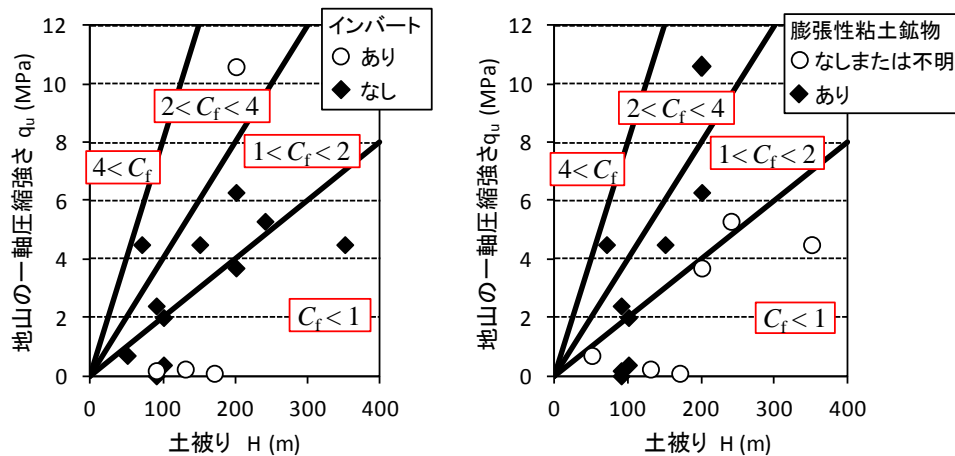 インバート
あり
なし
地山の一軸圧縮強さ qu (MPa)
12
10
8
6
4
2
0
4< Cf
2< Cf < 4
1< Cf < 2
Cf < 1
0 100 200 300 400
土被り H (m)
膨張性粘土鉱物
なしまたは不明
あり
地山の一軸圧縮強さ qu (MPa)
12
10
8
6
4
2
0
4< Cf
2< Cf < 4
1< Cf < 2
Cf < 1
0 100 200 300 400
土被り H (m)